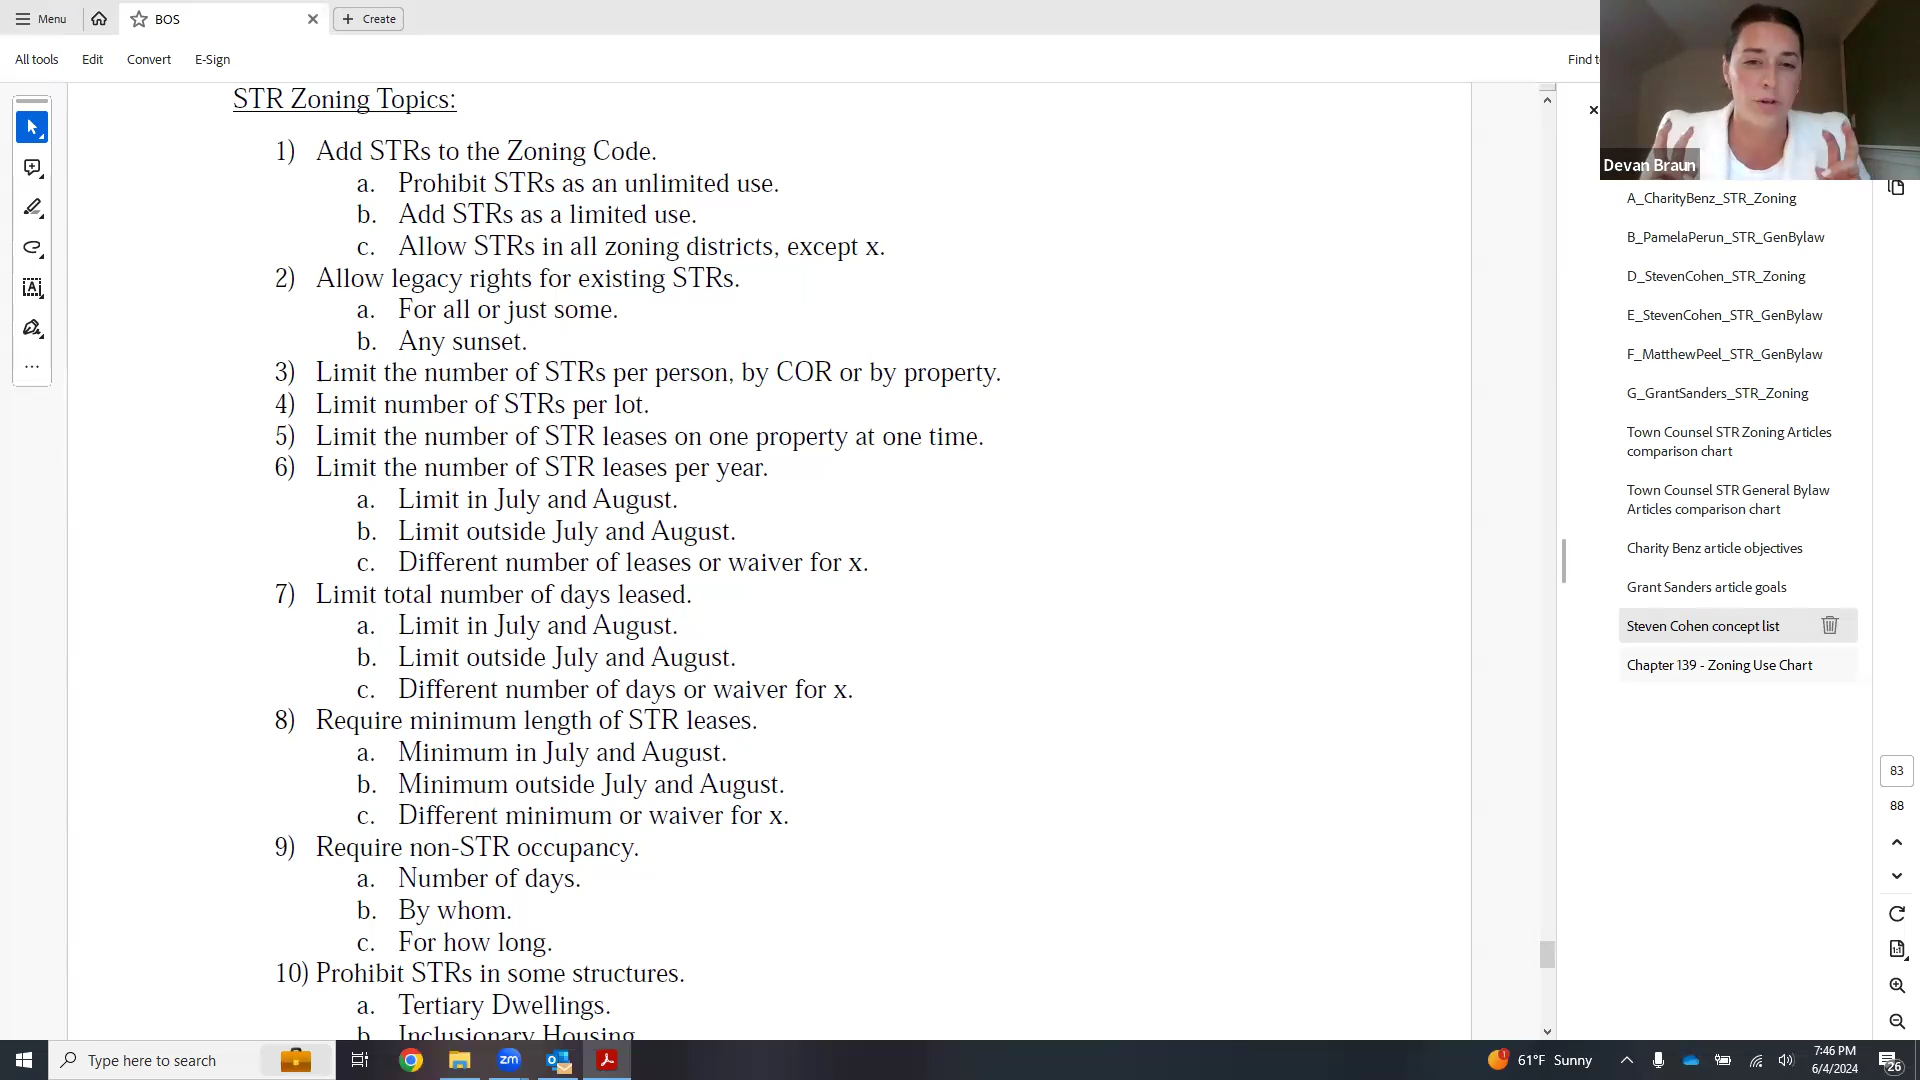 Menu
BOS
Create
All tools
Edit
Convert
E-Sign
Find
Devan Braun
STR Zoning Topics:
1) Add STRs to the Zoning Code.
a. Prohibit STRs as an unlimited use.
b. Add STRs as a limited use.
c. Allow STRs in all zoning districts, except x.
2) Allow legacy rights for existing STRs.
a. For all or just some.
b. Any sunset.
3) Limit the number of STRs per person, by COR or by property.
4) Limit number of STRs per lot.
5) Limit the number of STR leases on one property at one time.
6) Limit the number of STR leases per year.
a. Limit in July and August.
b. Limit outside July and August.
c. Different number of leases or waiver for x.
7) Limit total number of days leased.
a. Limit in July and August.
b. Limit outside July and August.
c. Different number of days or waiver for x.
8) Require minimum length of STR leases.
a. Minimum in July and August.
b. Minimum outside July and August.
c. Different minimum or waiver for x.
9) Require non-STR occupancy.
a. Number of days.
b. By whom.
c. For how long.
10) Prohibit STRs in some structures.
a. Tertiary Dwellings.
b. Inclusionary Housing
A_CharityBenz_STR_Zoning
B_PamelaPerun_STR_GenBylaw
D_StevenCohen_STR_Zoning
E_StevenCohen_STR_GenBylaw
F_MatthewPeel_STR_GenBylaw
G_GrantSanders_STR_Zoning
Town Counsel STR Zoning Articles
comparison chart
Town Counsel STR General Bylaw
Articles comparison chart
Charity Benz article objectives
Grant Sanders article goals
Steven Cohen concept list
Chapter 139 - Zoning Use Chart
83
88
Type here to search
zm
1
61°F Sunny
7:46 PM
6/4/2024
26